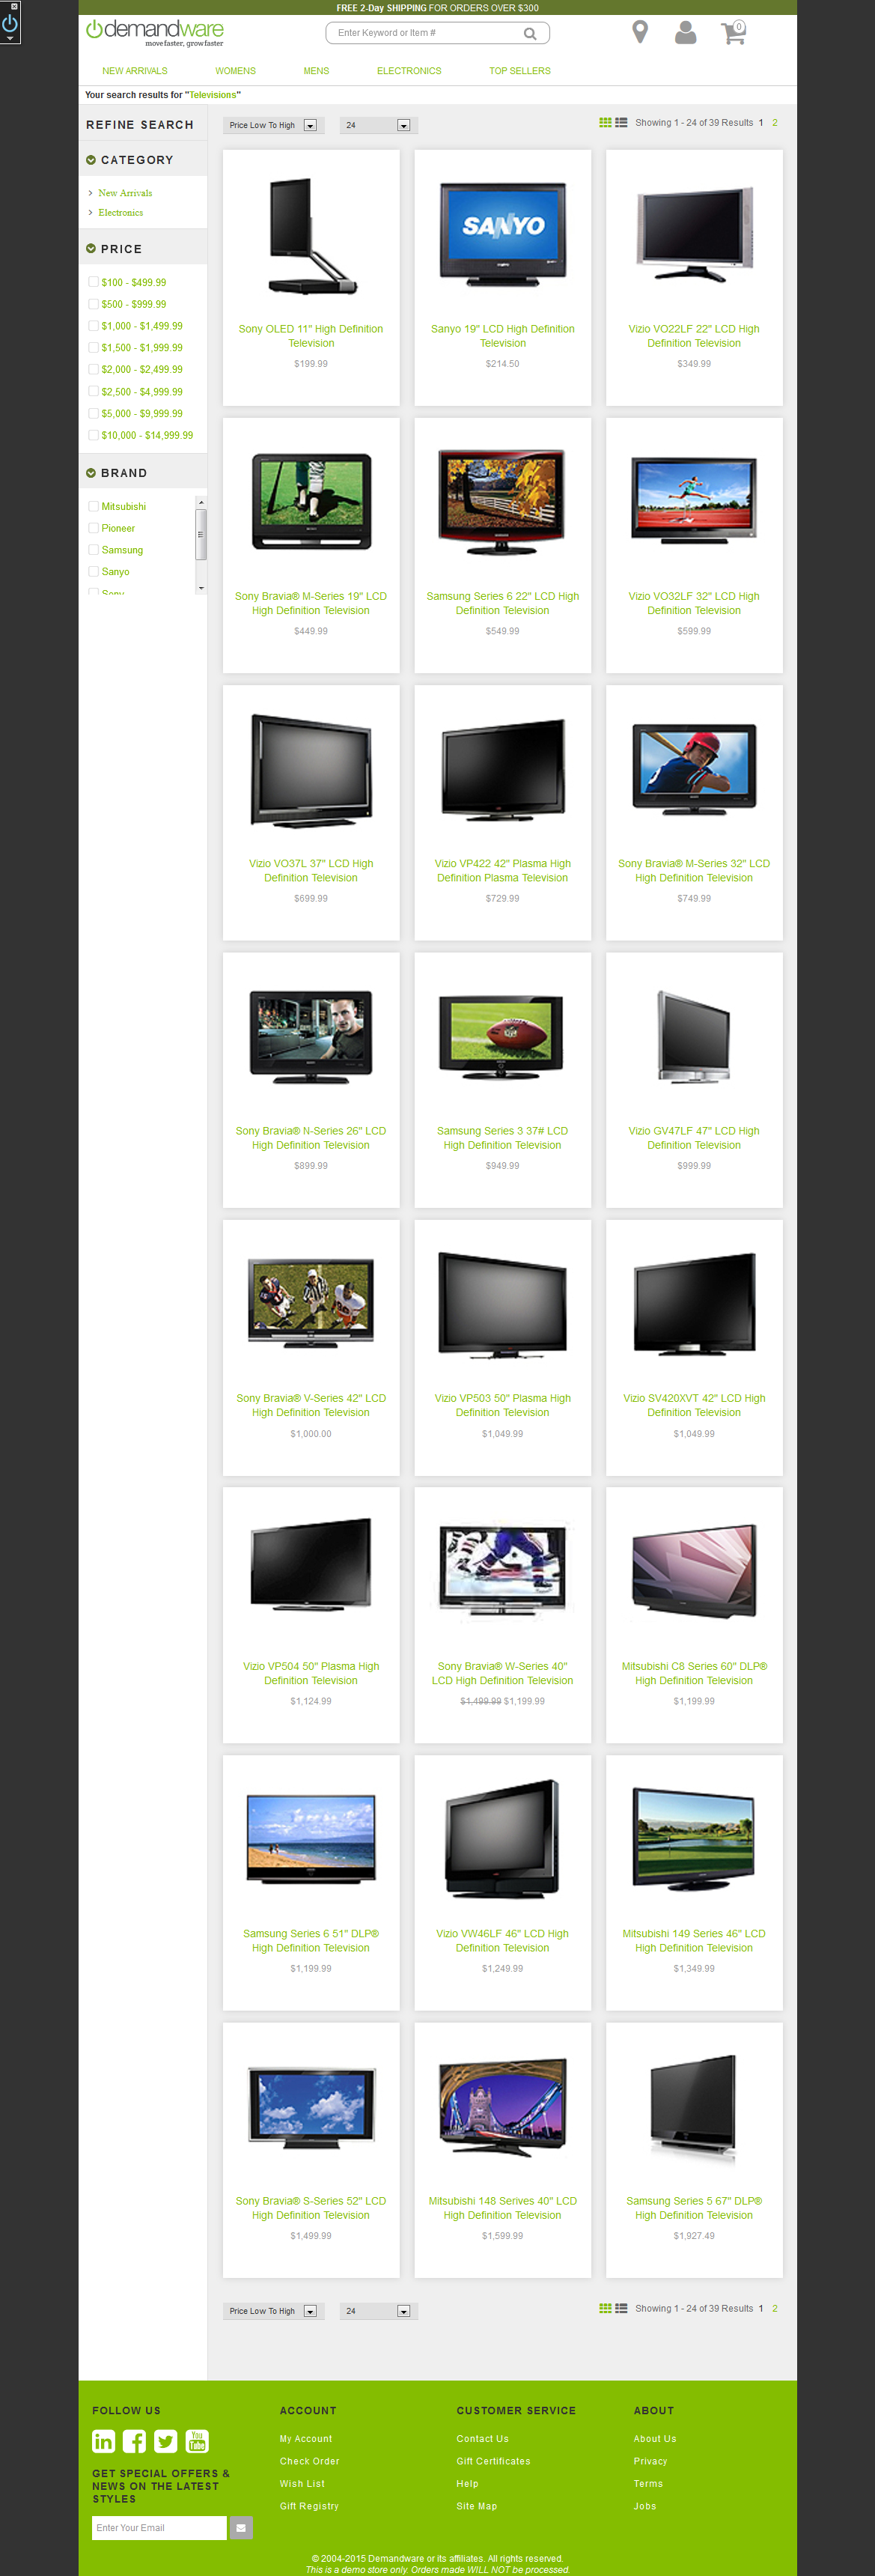 FREE 2-Day SHIPPING FOR ORDERS OVER $300
demandware
move faster, grow faster
Enter Keyword or Item #
0
NEW ARRIVALS WOMENS MENS ELECTRONICS TOP SELLERS
Your search results for "Televisions"
REFINE SEARCH
CATEGORY
New Arrivals
Electronics
PRICE
$100 - $499.99
$500 - $999.99
$1,000 - $1,499.99
$1,500 - $1,999.99
$2,000 - $2,499.99
$2,500 - $4,999.99
$5,000 - $9,999.99
$10,000 - $14,999.99
BRAND
Mitsubishi
Pioneer
Samsung
Sanyo
Sony
Price Low To High 24 Showing 1 - 24 of 39 Results 1 2
SANYO
Sony OLED 11" High Definition
Television
$199.99
Sanyo 19" LCD High Definition
Television
$214.50
Vizio VO22LF 22" LCD High
Definition Television
$349.99
Sony Bravia® M-Series 19" LCD
High Definition Television
$449.99
Samsung Series 6 22" LCD High
Definition Television
$549.99
Vizio VO32LF 32" LCD High
Definition Television
$599.99
Vizio VO37L 37" LCD High
Definition Television
$699.99
Vizio VP422 42" Plasma High
Definition Plasma Television
$729.99
Sony Bravia® M-Series 32" LCD
High Definition Television
$749.99
Sony Bravia® N-Series 26" LCD
High Definition Television
$899.99
Samsung Series 3 37# LCD
High Definition Television
$949.99
Vizio GV47LF 47" LCD High
Definition Television
$999.99
Sony Bravia® V-Series 42" LCD
High Definition Television
$1,000.00
Vizio VP503 50" Plasma High
Definition Television
$1,049.99
Vizio SV420XVT 42" LCD High
Definition Television
$1,049.99
Vizio VP504 50" Plasma High
Definition Television
$1,124.99
Sony Bravia® W-Series 40"
LCD High Definition Television
$1,499.99 $1,199.99
Mitsubishi C8 Series 60" DLP®
High Definition Television
$1,199.99
Samsung Series 6 51" DLP®
High Definition Television
$1,199.99
Vizio VW46LF 46" LCD High
Definition Television
$1,249.99
Mitsubishi 149 Series 46" LCD
High Definition Television
$1,349.99
Sony Bravia® S-Series 52" LCD
High Definition Television
$1,499.99
Mitsubishi 148 Serives 40" LCD
High Definition Television
$1,599.99
Samsung Series 5 67" DLP®
High Definition Television
$1,927.49
Price Low To High 24 Showing 1 - 24 of 39 Results 1 2
FOLLOW US
in f You Tube
GET SPECIAL OFFERS &
NEWS ON THE LATEST
STYLES
Enter Your Email
ACCOUNT
My Account
Check Order
Wish List
Gift Registry
CUSTOMER SERVICE
Contact Us
Gift Certificates
Help
Site Map
ABOUT
About Us
Privacy
Terms
Jobs
© 2004-2015 Demandware or its affiliates. All rights reserved.
This is a demo store only. Orders made WILL NOT be processed.